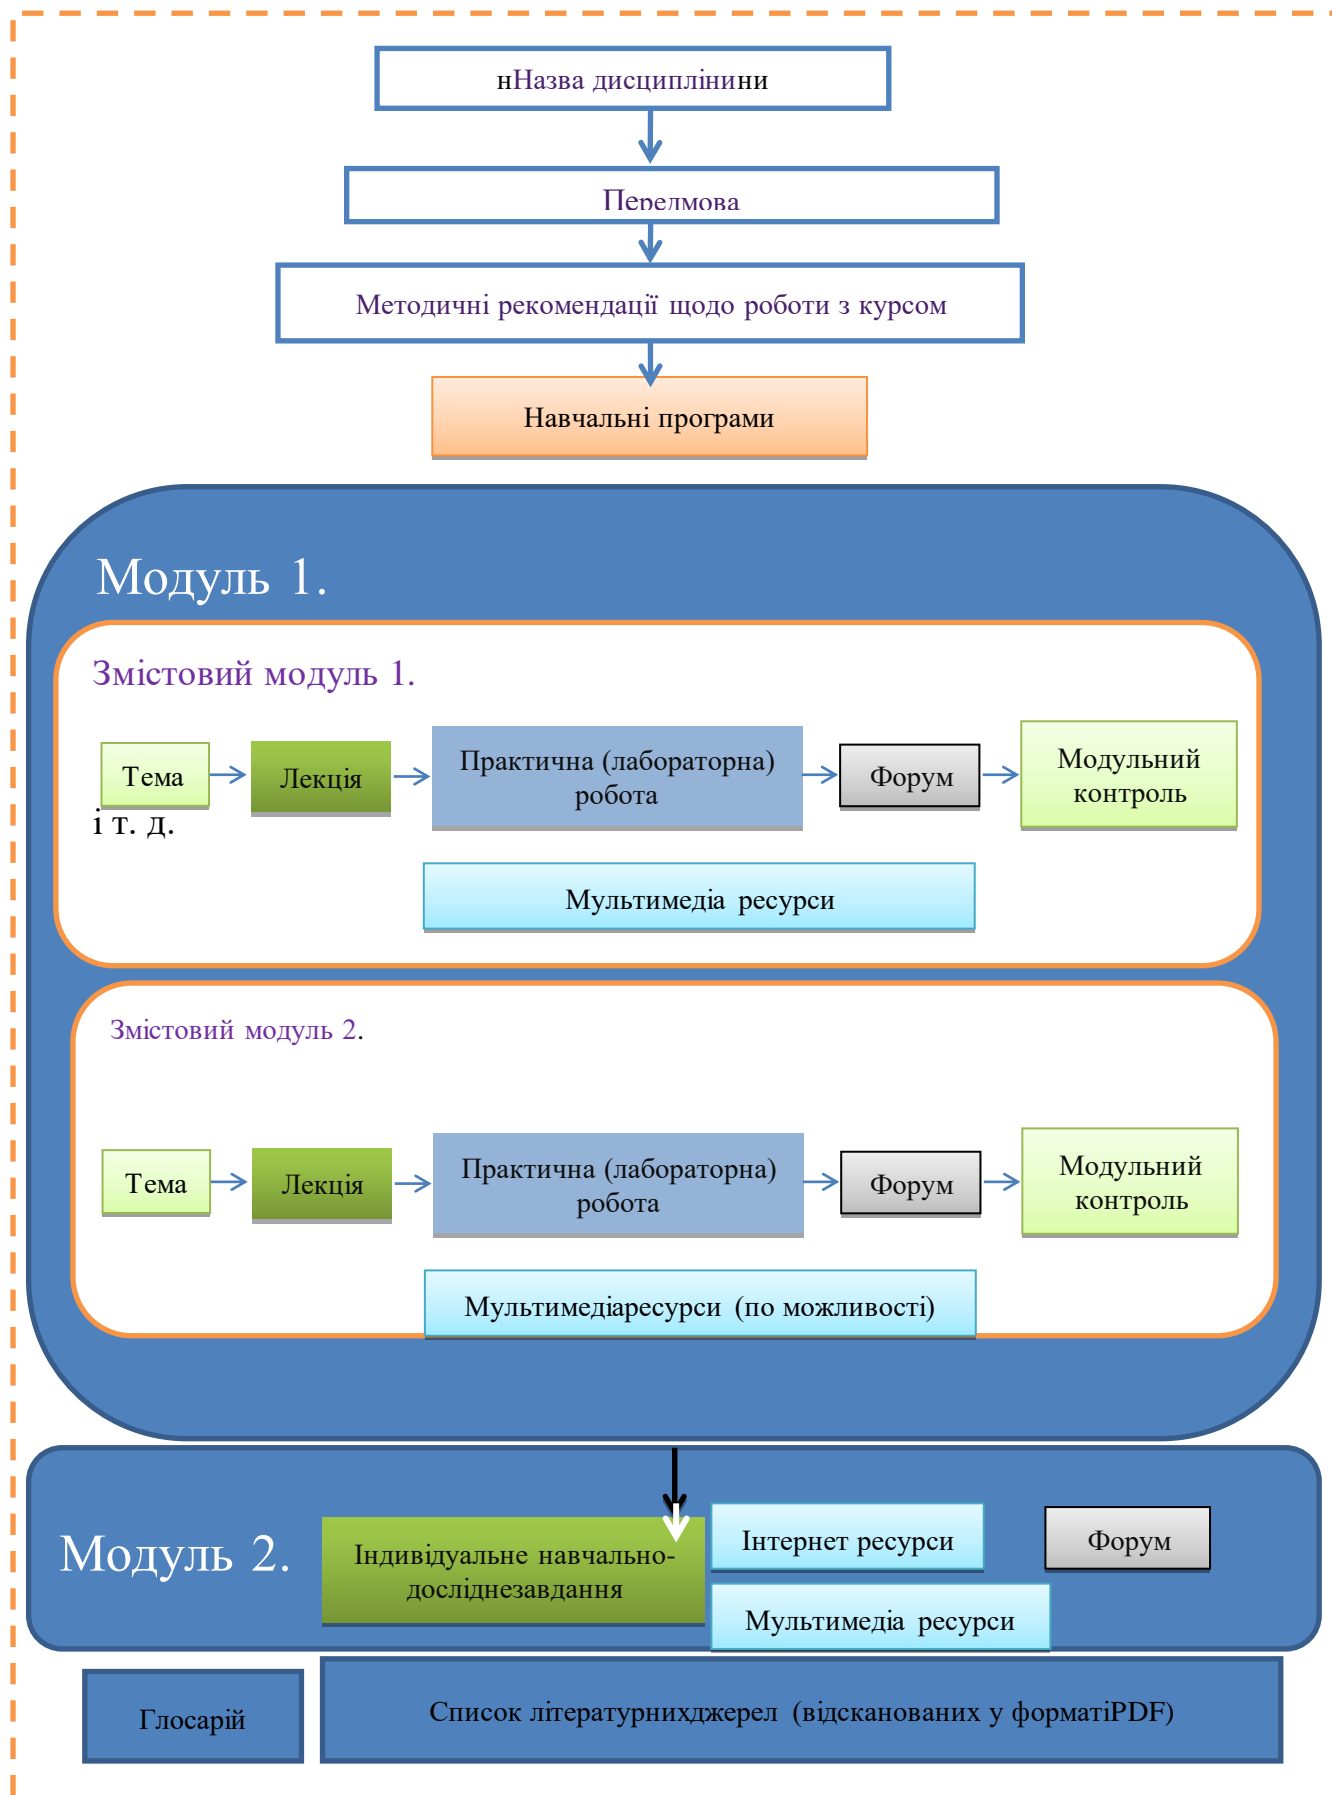 нНазва дисциплінини
Передмова
Методичні рекомендації щодо роботи з курсом
Навчальні програми
Модуль 1.
Змістовий модуль 1.
Тема
Лекція
Практична (лабораторна)
робота
Форум
Модульний
контроль
і т. д.
Мультимедіа ресурси
Змістовий модуль 2.
Тема
Лекція
Практична (лабораторна)
робота
Форум
Модульний
контроль
Мультимедіаресурси (по можливості)
Модуль 2.
Індивідуальне навчально-
досліднезавдання
Інтернет ресурси
Форум
Мультимедіа ресурси
Глосарій
Список літературнихджерел (відсканованих у форматіPDF)